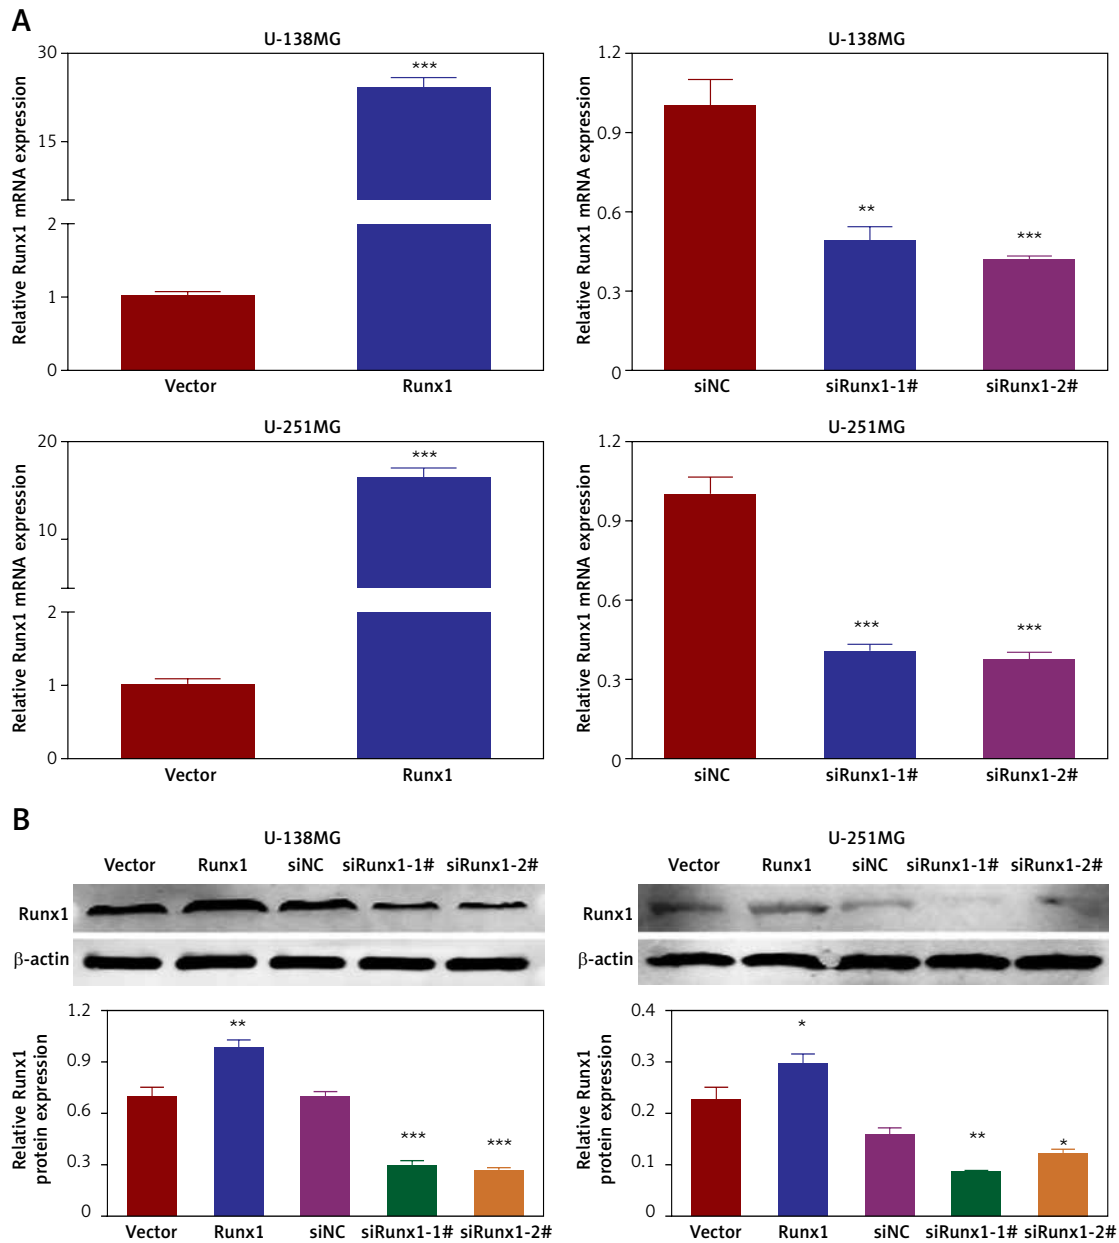 A
U-138MG
Relative Runx1 mRNA expression
30
15
2
1
0
***
Vector
Runx1
U-138MG
Relative Runx1 mRNA expression
1.2
0.9
0.6
0.3
0
**
***
siNC
siRunx1-1#
siRunx1-2#
U-251MG
Relative Runx1 mRNA expression
20
10
2
1
0
***
Vector
Runx1
U-251MG
Relative Runx1 mRNA expression
1.2
0.9
0.6
0.3
0
***
***
siNC
siRunx1-1#
siRunx1-2#
B
U-138MG
Vector Runx1 siNC siRunx1-1# siRunx1-2#
Runx1
β-actin
Relative Runx1
protein expression
1.2
0.9
0.6
0.3
0
**
***
***
Vector Runx1 siNC siRunx1-1# siRunx1-2#
U-251MG
Vector Runx1 siNC siRunx1-1# siRunx1-2#
Runx1
β-actin
Relative Runx1
protein expression
0.4
0.3
0.2
0.1
0
*
**
*
Vector Runx1 siNC siRunx1-1# siRunx1-2#